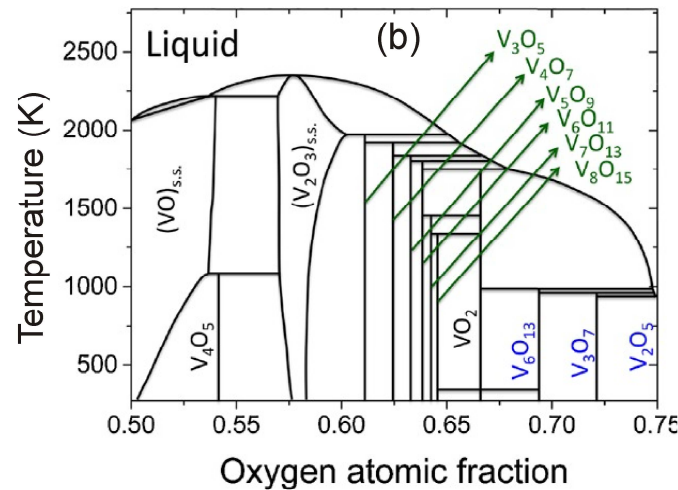 Liquid
(b)
V₃O₅
V₄O₇
V₅O₉
V₆O₁₁
V₇O₁₃
V₈O₁₅
(VO)s.s.
(V₂O₃)s.s.
V₄O₅
VO₂
V₆O₁₃
V₃O₇
V₂O₅
2500
2000
1500
1000
500
Temperature (K)
0.50 0.55 0.60 0.65 0.70 0.75
Oxygen atomic fraction